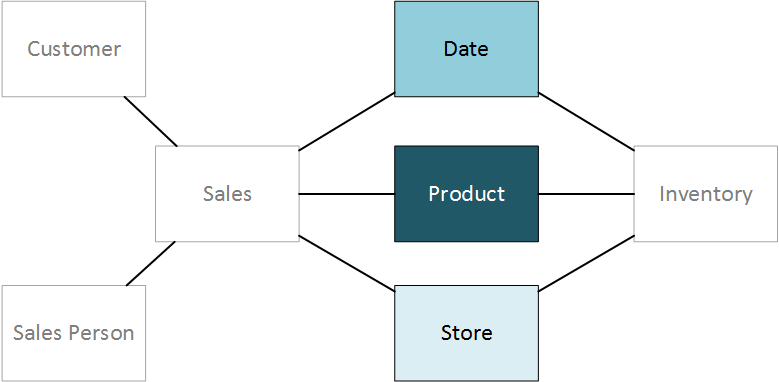 Customer
Date
Sales
Product
Inventory
Sales Person
Store